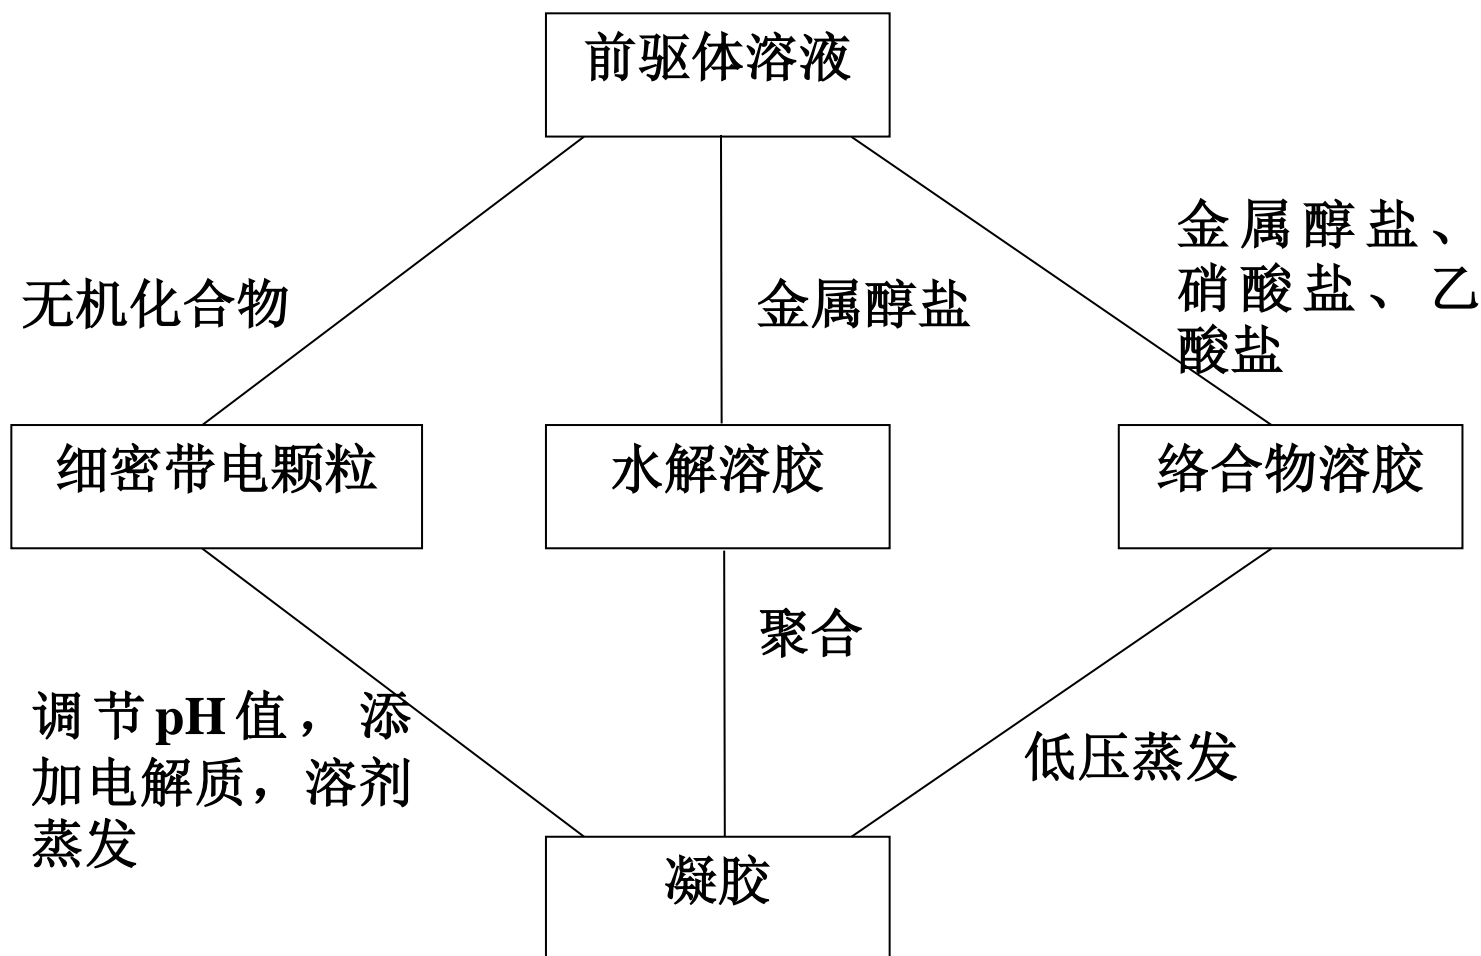 前驱体溶液
金属醇盐、
硝酸盐、乙
酸盐
无机化合物
金属醇盐
细密带电颗粒
水解溶胶
络合物溶胶
聚合
调节pH值，添
加电解质，溶剂
蒸发
低压蒸发
凝胶